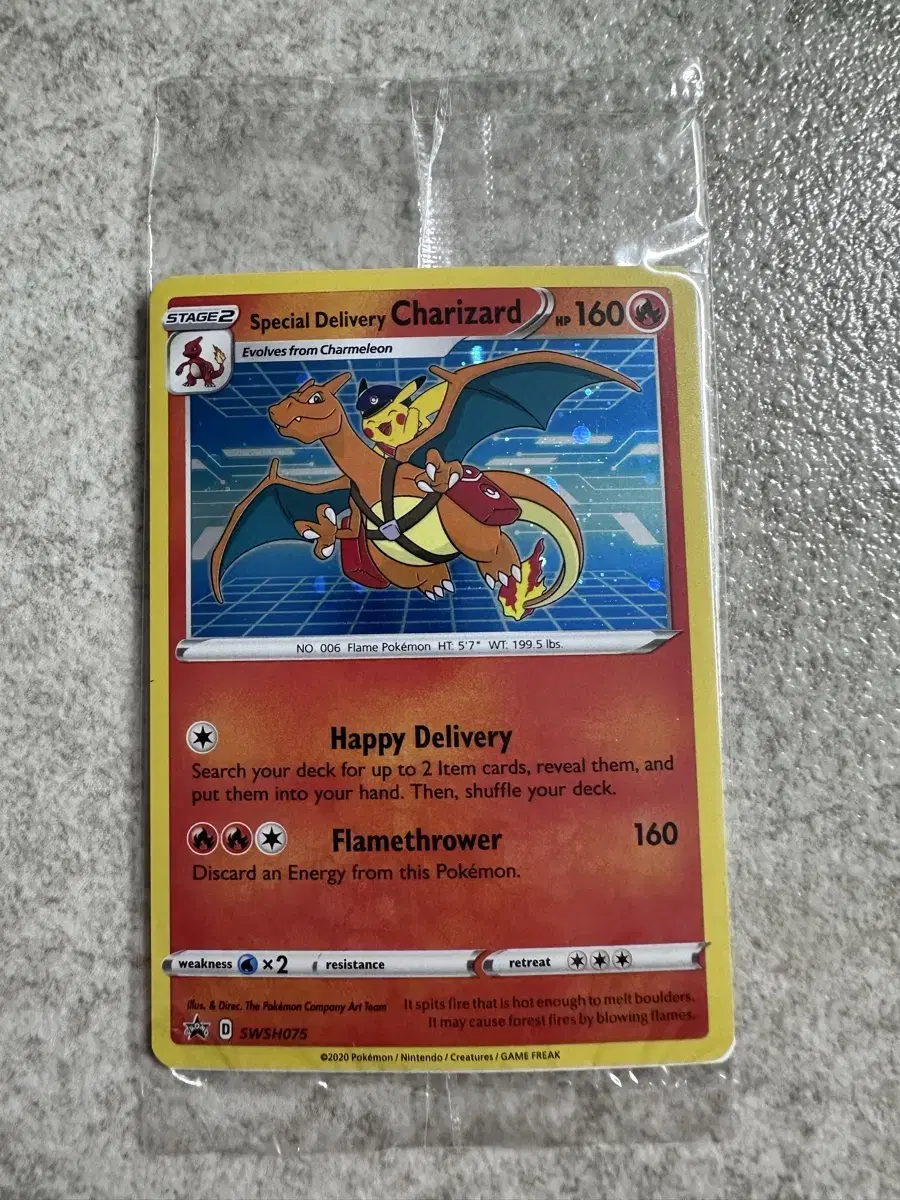 STAGE 2
Special Delivery Charizard HP 160
Evolves from Charmeleon
NO. 006 Flame Pokémon HT: 5'7" WT: 199.5 lbs.
Happy Delivery
Search your deck for up to 2 Item cards, reveal them, and
put them into your hand. Then, shuffle your deck.
Flamethrower 160
Discard an Energy from this Pokémon.
weakness ×2 resistance retreat
Illus. & Direc. The Pokémon Company Art Team
It spits fire that is hot enough to melt boulders.
It may cause forest fires by blowing flames.
D SWSH075
©2020 Pokémon / Nintendo / Creatures / GAME FREAK